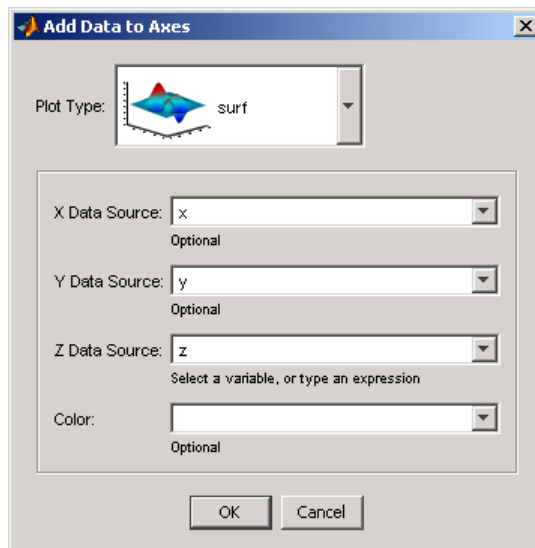 Add Data to Axes
Plot Type: surf
X Data Source: x
Optional
Y Data Source: y
Optional
Z Data Source: z
Select a variable, or type an expression
Color:
Optional
OK Cancel